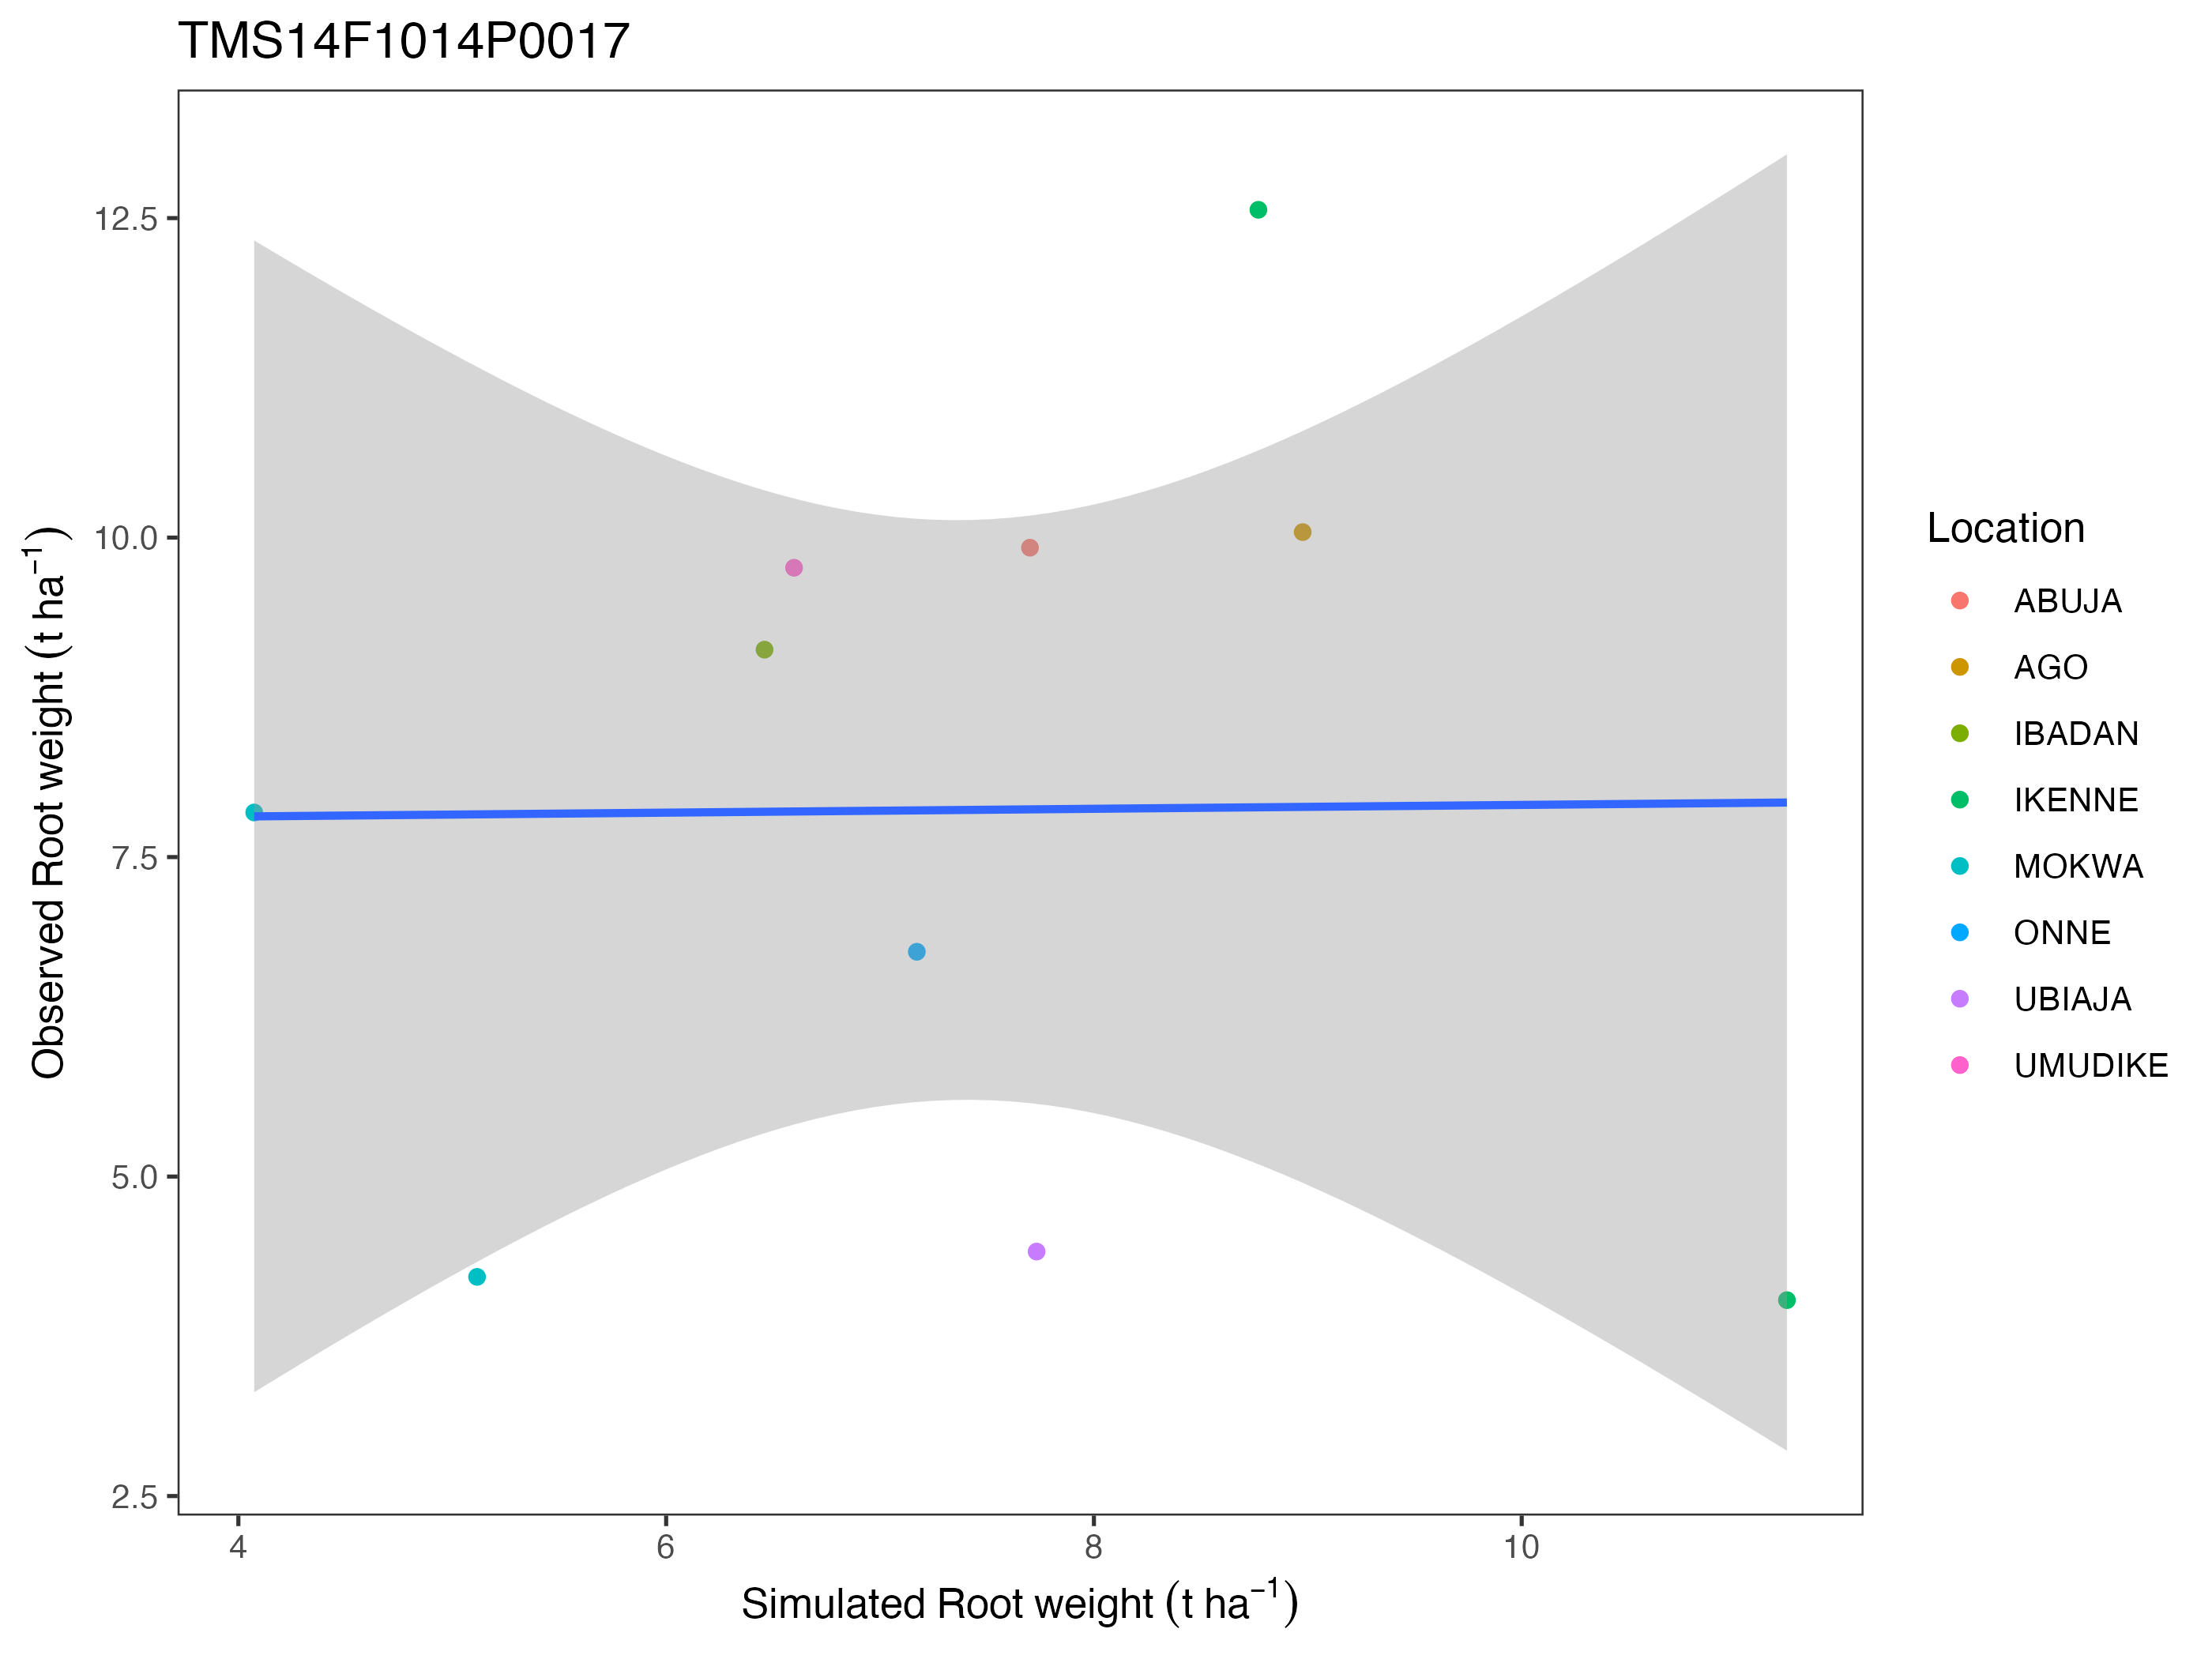 TMS14F1014P0017
12.5
10.0
7.5
5.0
2.5
Observed Root weight (t ha⁻¹)
4 6 8 10
Simulated Root weight (t ha⁻¹)
Location
ABUJA
AGO
IBADAN
IKENNE
MOKWA
ONNE
UBIAJA
UMUDIKE